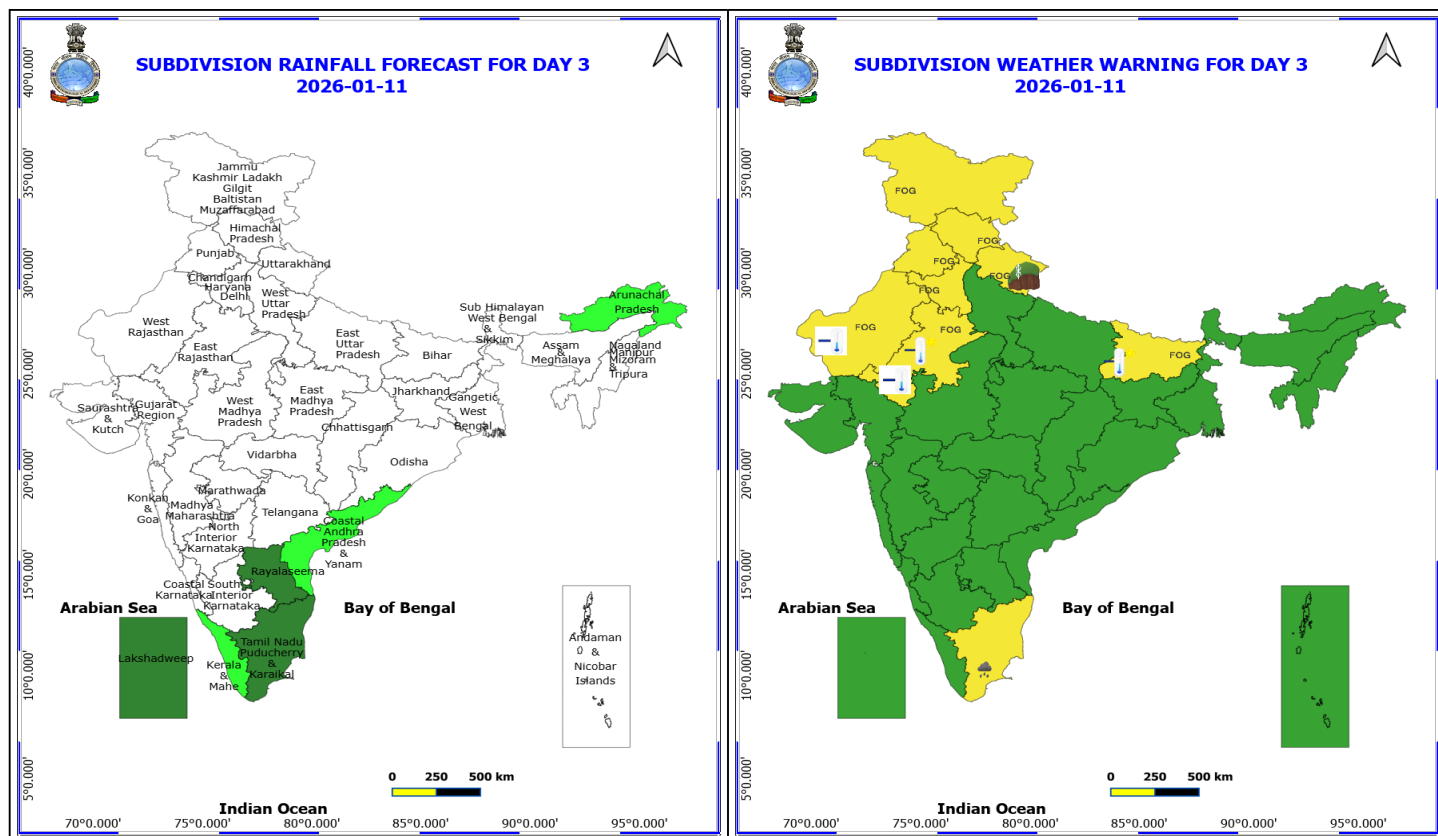 SUBDIVISION RAINFALL FORECAST FOR DAY 3
2026-01-11
40°0.000'
35°0.000'
30°0.000'
25°0.000'
20°0.000'
15°0.000'
10°0.000'
5°0.000'
Jammu
Kashmir Ladakh
Gilgit
Baltistan
Muzaffarabad
Himachal
Pradesh
Punjab
Uttarakhand
Chandigarh
Haryana
Delhi
West
Uttar
Pradesh
Arunachal
Pradesh
Sub Himalayan
West Bengal
&
Sikkim
West
Rajasthan
East
Rajasthan
East
Uttar
Pradesh
Bihar
Assam
&
Meghalaya
Nagaland
Manipur
Mizoram
&
Tripura
Saurashtra
&
Kutch
Gujarat
Region
West
Madhya
Pradesh
East
Madhya
Pradesh
Jharkhand
Gangetic
West
Bengal
Chhattisgarh
Vidarbha
Odisha
Konkan
&
Goa
Madhya
Maharashtra
Marathwada
Telangana
North
Interior
Karnataka
Coastal
Andhra
Pradesh
&
Yanam
Rayalaseema
Coastal
Karnataka
South
Interior
Karnataka
Arabian Sea
Bay of Bengal
Lakshadweep
Kerala
&
Mahe
Tamil Nadu
Puducherry
&
Karaikal
Andaman
&
Nicobar
Islands
0 250 500 km
Indian Ocean
70°0.000' 75°0.000' 80°0.000' 85°0.000' 90°0.000' 95°0.000'
SUBDIVISION WEATHER WARNING FOR DAY 3
2026-01-11
40°0.000'
35°0.000'
30°0.000'
25°0.000'
20°0.000'
15°0.000'
10°0.000'
5°0.000'
FOG
FOG
FOG
FOG
FOG
FOG
FOG
FOG
Arabian Sea
Bay of Bengal
0 250 500 km
Indian Ocean
70°0.000' 75°0.000' 80°0.000' 85°0.000' 90°0.000' 95°0.000'